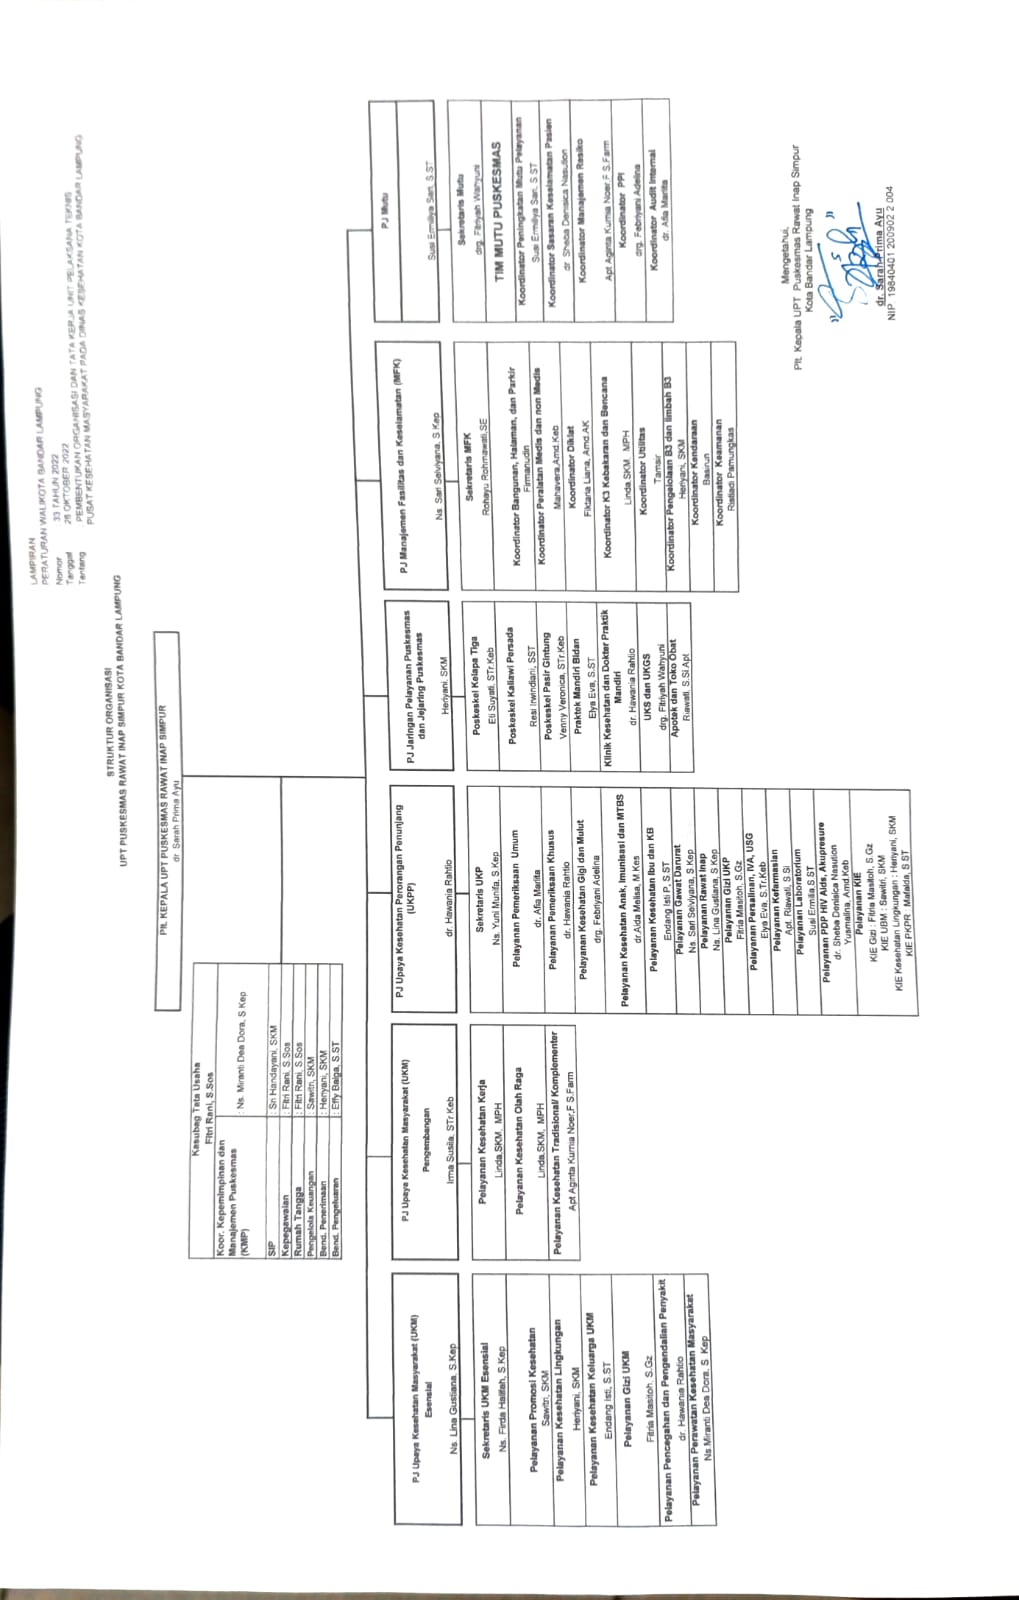 LAMPIRAN
PERATURAN WALIKOTA BANDAR LAMPUNG
Nomor 33 TAHUN 2022
Tanggal 26 OKTOBER 2022
Tentang : PEMBENTUKAN ORGANISASI DAN TATA KERJA UNIT PELAKSANA TEKNIS
PUSAT KESEHATAN MASYARAKAT PADA DINAS KESEHATAN KOTA BANDAR LAMPUNG
STRUKTUR ORGANISASI
UPT PUSKESMAS RAWAT INAP SIMPUR KOTA BANDAR LAMPUNG
Plt. KEPALA UPT PUSKESMAS RAWAT INAP SIMPUR
dr Sarah Prima Ayu
Kasubag Tata Usaha
Fitri Rani, S.Sos
Koor. Kepemimpinan dan
Manajemen Puskesmas
(KMP)
: Ns. Miranti Dea Dora, S Kep
SIP : Sri Handayani, SKM
Kepegawaian : Fitri Rani, S.Sos
Rumah Tangga : Fitri Rani, S.Sos
Pengelola Keuangan : Sawitri, SKM
Bend. Penerimaan : Heriyani, SKM
Bend. Pengeluaran : Effy Balga, S.ST
PJ Upaya Kesehatan Masyarakat (UKM)
Esensial
Ns. Lina Gustiana, S.Kep
Sekretaris UKM Esensial
Ns. Firda Halifah, S.Kep
Pelayanan Promosi Kesehatan
Sawitri, SKM
Pelayanan Kesehatan Lingkungan
Heriyani, SKM
Pelayanan Kesehatan Keluarga UKM
Endang Isti, S.ST
Pelayanan Gizi UKM
Fitria Masitoh, S.Gz
Pelayanan Pencegahan dan Pengendalian Penyakit
dr. Hawania Rahtio
Pelayanan Perawatan Kesehatan Masyarakat
Ns.Miranti Dea Dora, S Kep
PJ Upaya Kesehatan Masyarakat (UKM)
Pengembangan
Irma Susila, STr.Keb
Pelayanan Kesehatan Kerja
Linda,SKM, MPH
Pelayanan Kesehatan Olah Raga
Linda,SKM, MPH
Pelayanan Kesehatan Tradisional/ Komplementer
Apt Aginta Kurnia Noer,F S.Farm
PJ Upaya Kesehatan Perorangan Penunjang
(UKPP)
dr. Hawania Rahtio
Sekretaris UKP
Ns. Yuni Munifa, S.Kep
Pelayanan Pemeriksaan Umum
dr. Afia Marlita
Pelayanan Pemeriksaan Khusus
dr. Hawania Rahtio
Pelayanan Kesehatan Gigi dan Mulut
drg. Febriyani Adelina
Pelayanan Kesehatan Anak, Imunisasi dan MTBS
dr.Aida Melisa, M.Kes
Pelayanan Kesehatan Ibu dan KB
Endang Isti P, S.ST
Pelayanan Gawat Darurat
Ns. Sari Selviyana, S.Kep
Pelayanan Rawat Inap
Ns. Lina Gustiana, S.Kep
Pelayanan Gizi UKP
Fitria Masitoh, S.Gz
Pelayanan Persalinan, IVA, USG
Elya Eva, S.Tr.Keb
Pelayanan Kefarmasian
Apt. Riawati, S.Si
Pelayanan Laboratorium
Susi Ermilia,S.ST
Pelayanan PDP HIV Aids, Akupresure
dr. Sheba Denisica Nasution
Yusmalina, Amd.Keb
Pelayanan KIE
KIE Gizi : Fitria Masitoh, S.Gz
KIE UBM : Sawitri, SKM
KIE Kesehatan Lingkungan : Heriyani, SKM
KIE PKPR : Mafalda, S ST
PJ Jaringan Pelayanan Puskesmas
dan Jejaring Puskesmas
Heriyani, SKM
Poskeskel Kelapa Tiga
Eti Suyati, STr.Keb
Poskeskel Kaliawi Persada
Resi Irwindiani, SST
Poskeskel Pasir Gintung
Venny Veronica, STr.Keb
Praktek Mandiri Bidan
Elya Eva, S.ST
Klinik Kesehatan dan Dokter Praktik
Mandiri
dr. Hawania Rahtio
UKS dan UKGS
drg. Fitriyah Wahyuni
Apotek dan Toko Obat
Riawati, S.Si Apt
PJ Manajemen Fasilitas dan Keselamatan (MFK)
Ns. Sari Selviyana, S.Kep
Sekretaris MFK
Rohayu Rohmawati,SE
Koordinator Bangunan, Halaman, dan Parkir
Firmanudin
Koordinator Peralatan Medis dan non Medis
Mahavera,Amd.Keb
Koordinator Diklat
Fiktaria Liana, Amd.AK
Koordinator K3 Kebakaran dan Bencana
Linda,SKM, MPH
Koordinator Utilitas
Tamsir
Koordinator Pengelolaan B3 dan limbah B3
Heriyani, SKM
Koordinator Kendaraan
Basirun
Koordinator Keamanan
Ristiadi Pamungkas
PJ Mutu
Susi Ermiliya Sari, S.ST
Sekretaris Mutu
drg. Fitriyah Wahyuni
TIM MUTU PUSKESMAS
Koordinator Peningkatan Mutu Pelayanan
Susi Ermiliya Sari, S.ST
Koordinator Sasaran Keselamatan Pasien
dr Sheba Denisica Nasution
Koordinator Manajemen Resiko
Apt Aginta Kurnia Noer,F S.Farm
Koordinator PPI
drg. Febriyani Adelina
Koordinator Audit Internal
dr. Afia Marlita
Mengetahui,
Plt. Kepala UPT Puskesmas Rawat Inap Simpur
Kota Bandar Lampung
dr. Sarah Prima Ayu
NIP 19840401 200902 2 004